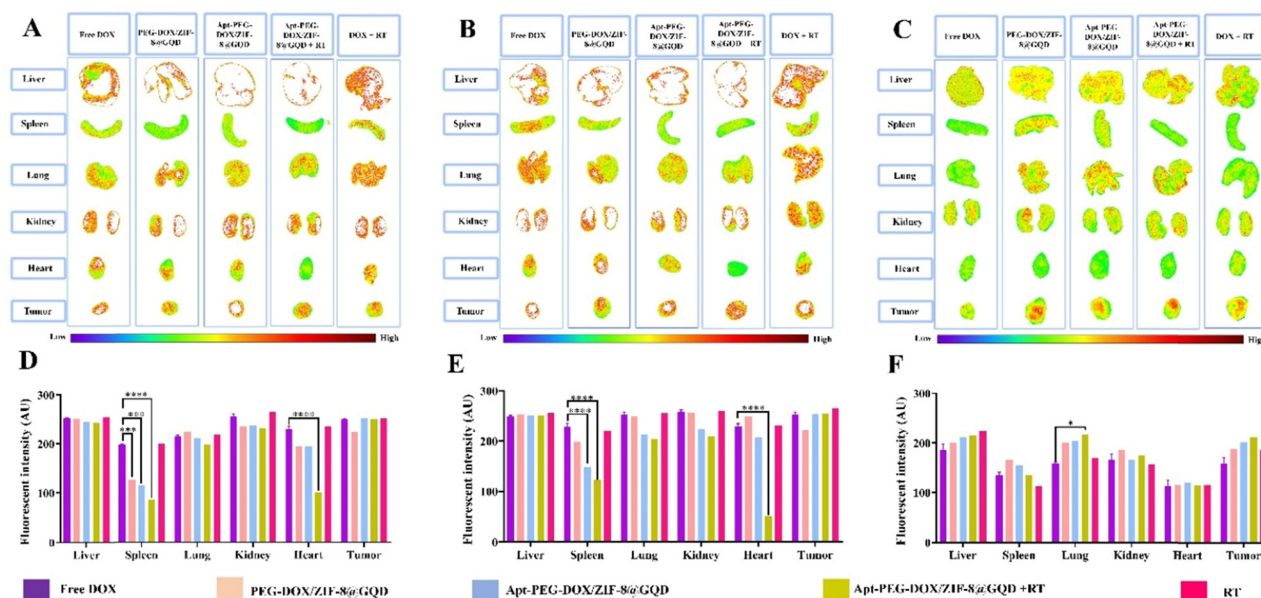 A
Free DOX
PEG-DOX/ZIF-
8@GQD
Apt-PEG-
DOX/ZIF-
8@GQD
Apt-PEG-
DOX/ZIF-
8@GQD + RT
DOX + RT
Liver
Spleen
Lung
Kidney
Heart
Tumor
Low
High
B
Free DOX
PEG-DOX/ZIF-
8@GQD
Apt-PEG-
DOX/ZIF-
8@GQD
Apt-PEG-
DOX/ZIF-
8@GQD RT
DOX + RT
Liver
Spleen
Lung
Kidney
Heart
Tumor
Low
High
C
Free DOX
PEG-DOX/ZIF-
8@GQD
Apt-PEG
DOX/ZIF-
8@GQD
Apt-PEG-
DOX/ZIF-
8@GQD + RT
DOX + RT
Liver
Spleen
Lung
Kidney
Heart
Tumor
Low
Hig
D
Fluorescent intensity (AU)
300
200
100
0
****
***
***
****
Liver Spleen Lung Kidney Heart Tumor
E
Fluorescent intensity (AU)
300
200
100
0
****
****
****
Liver Spleen Lung Kidney Heart Tumor
F
Fluorescent intensity (AU)
300
200
100
0
*
Liver Spleen Lung Kidney Heart Tumor
Free DOX
PEG-DOX/ZIF-8@GQD
Apt-PEG-DOX/ZIF-8@GQD
Apt-PEG-DOX/ZIF-8@GQD +RT
RT